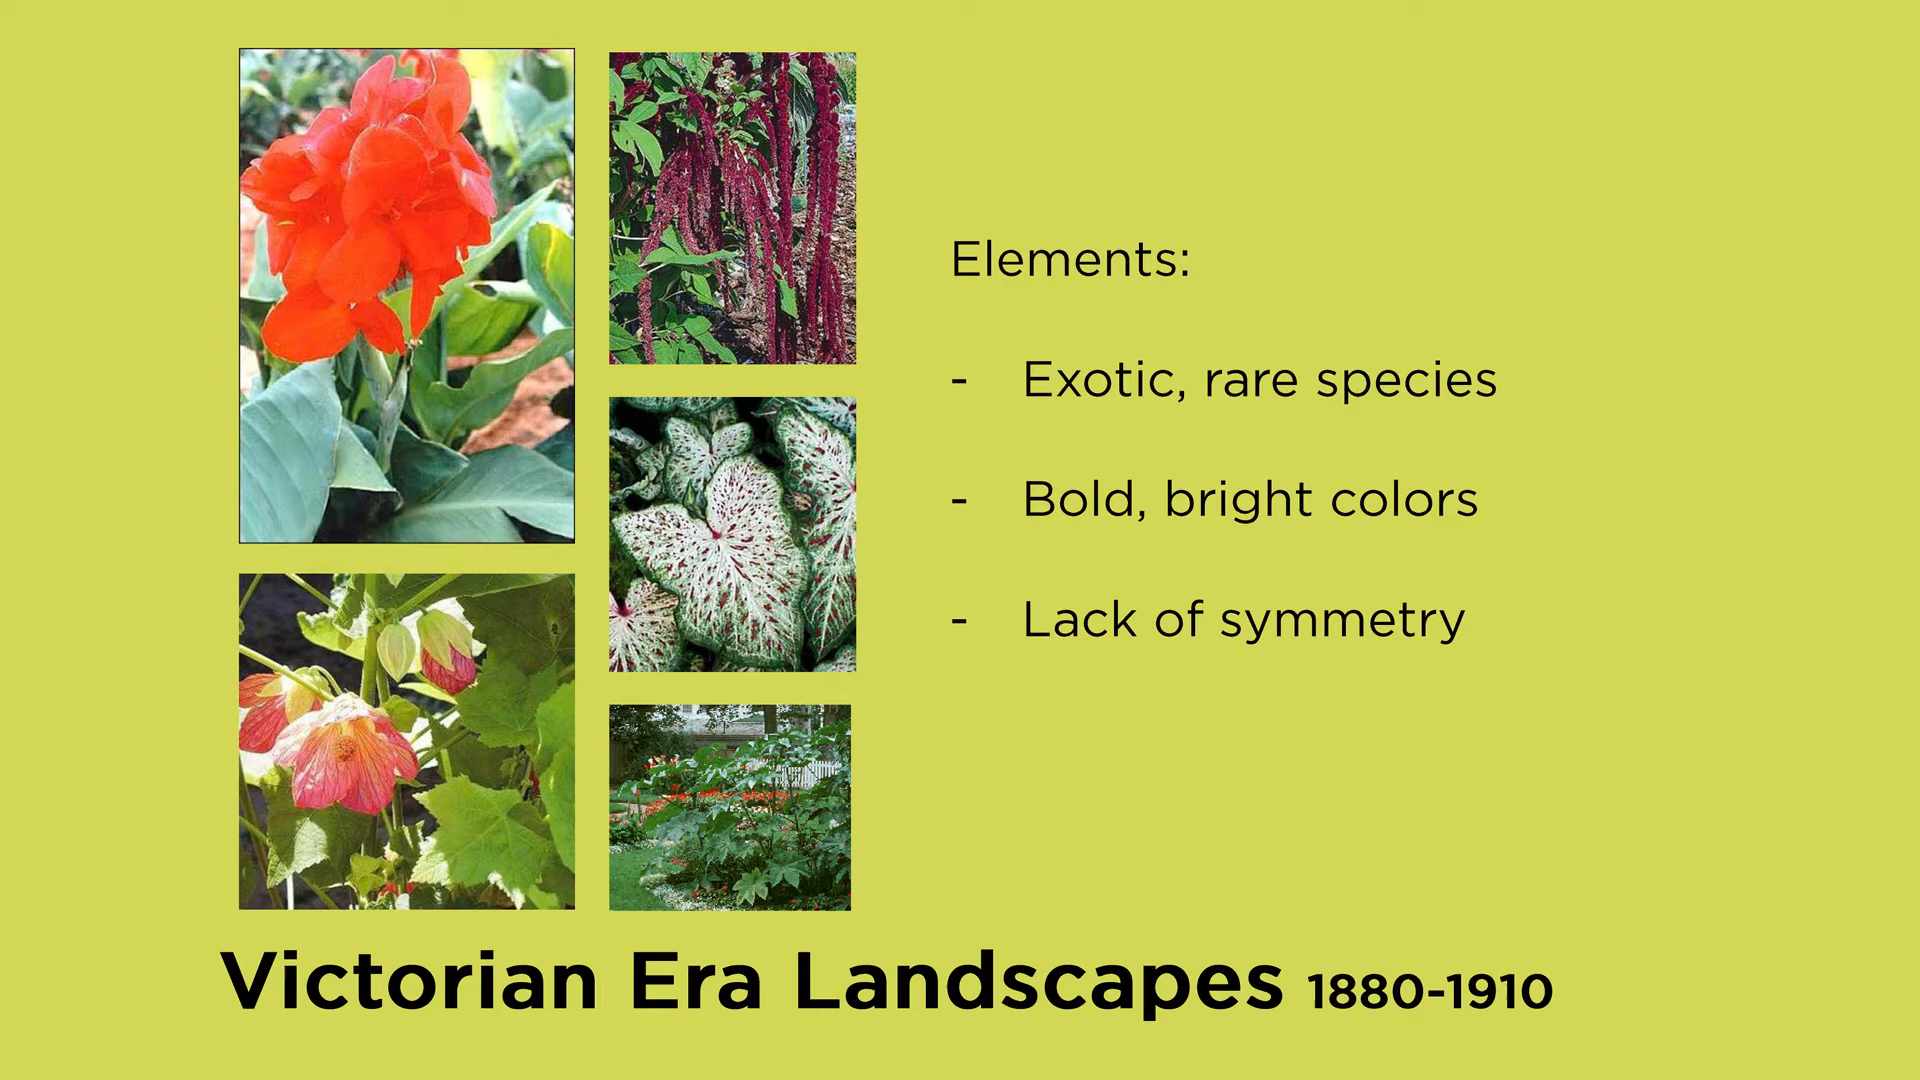 Elements:
- Exotic, rare species
- Bold, bright colors
- Lack of symmetry
Victorian Era Landscapes 1880-1910